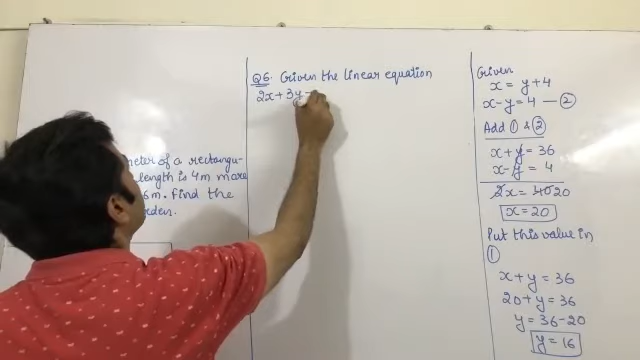 meter of a rectangu-
length is 4m more
6m. Find the
Q6. Given the linear equation
2x+3y-
Given
x = y+4
x-y=4 — ②
Add ① & ②
x+y = 36
x-y = 4
2x = 40 20
x=20
Put this value in
①
x+y = 36
20+y = 36
y = 36-20
y = 16